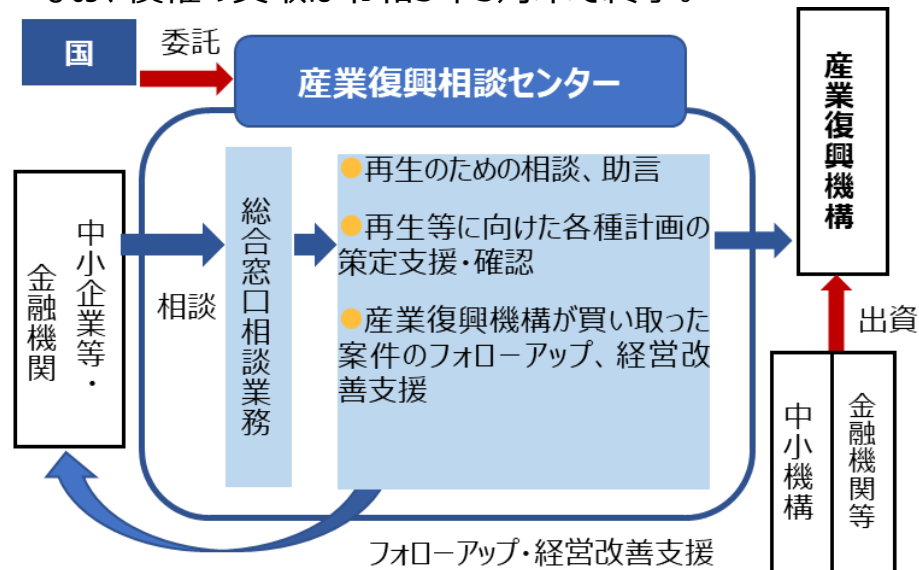 国
委託
産業復興相談センター
産業復興機構
中小企業等・
金融機関
相談
総合窓口相談業務
●再生のための相談、助言
●再生等に向けた各種計画の
策定支援・確認
●産業復興機構が買い取った
案件のフォローアップ、経営改
善支援
出資
中小機構
金融機関等
フォローアップ・経営改善支援